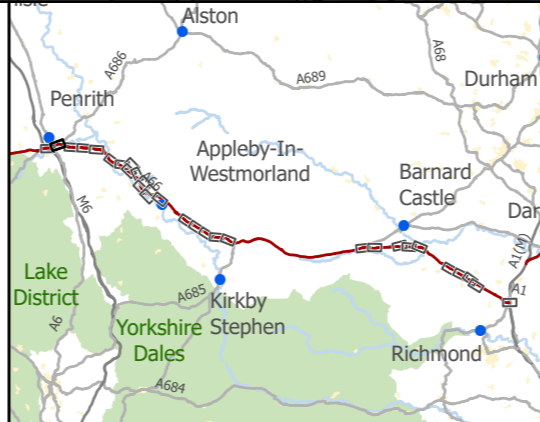 Alston
A686
A68
A689
Durham
Penrith
Appleby-In-
Westmorland
A66
Barnard
Castle
M6
A1(M)
Lake
District
A685
Kirkby
Stephen
A1
A6
Yorkshire
Dales
Richmond
A684